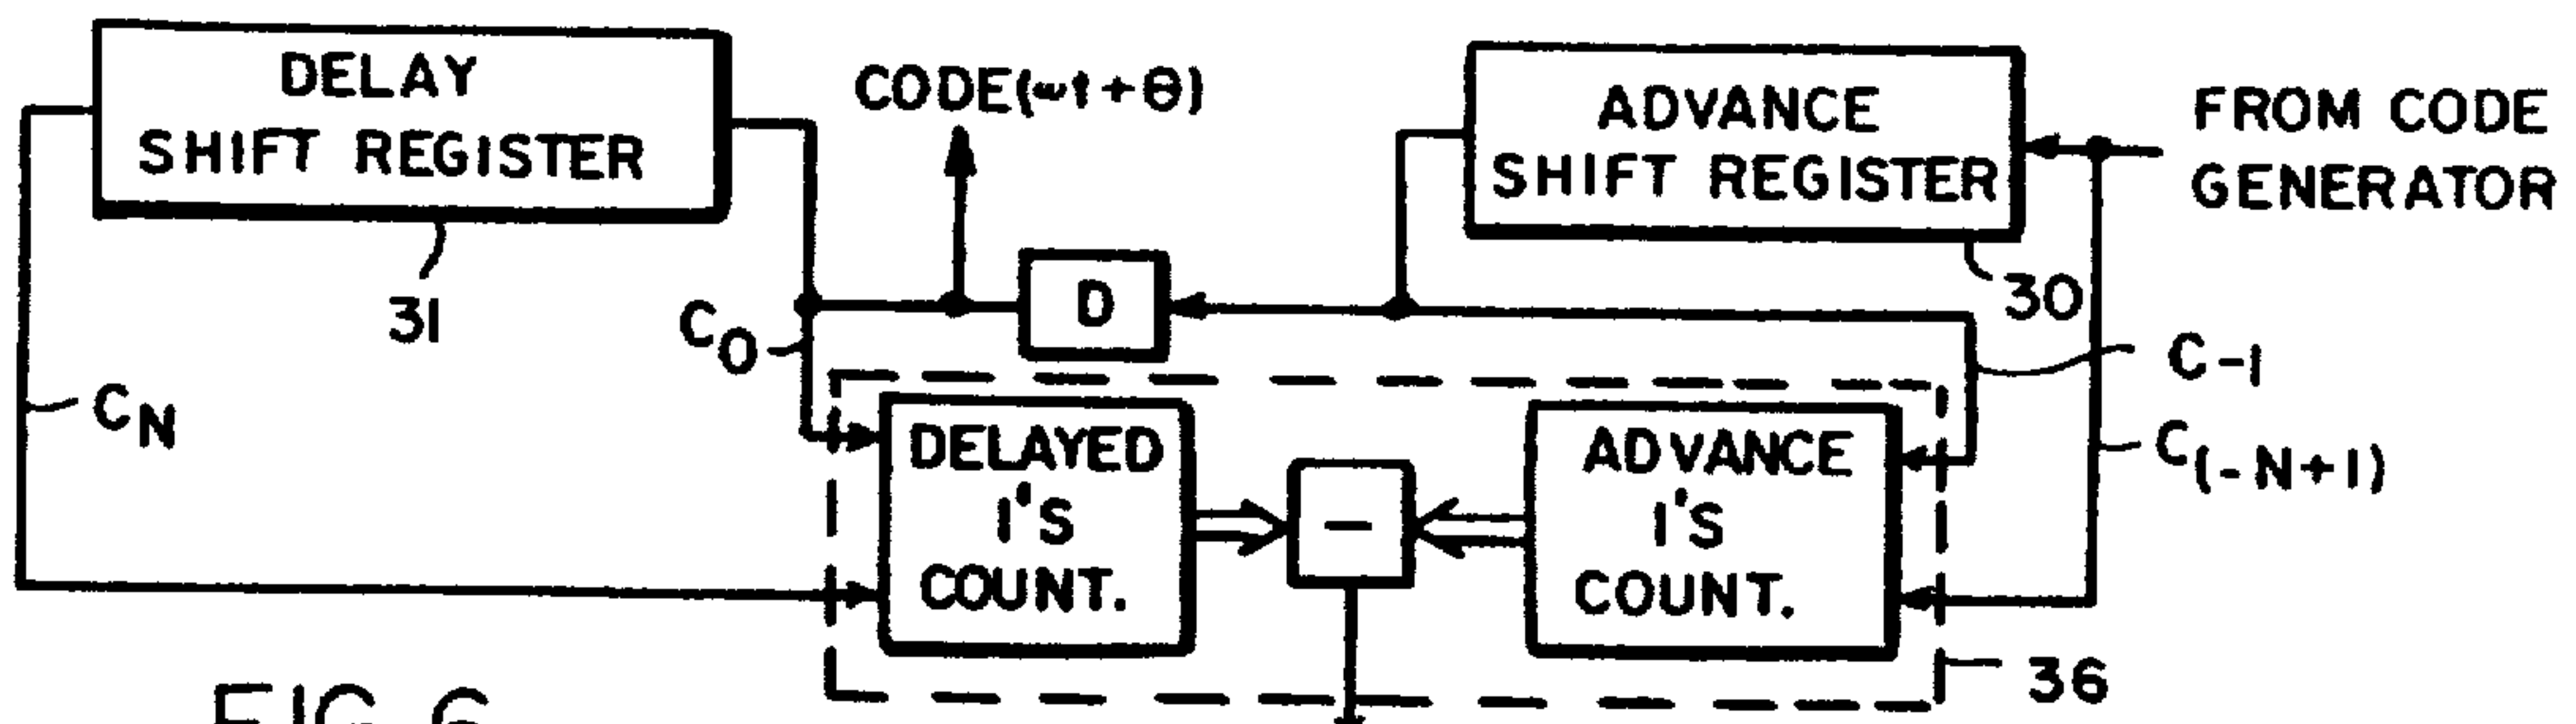 DELAY
SHIFT REGISTER
31
CODE(ωt+θ)
ADVANCE
SHIFT REGISTER
30
FROM CODE
GENERATOR
C0
D
C-1
CN
C(-N+1)
DELAYED
1'S
COUNT.
−
ADVANCE
1'S
COUNT.
36
FIG 6